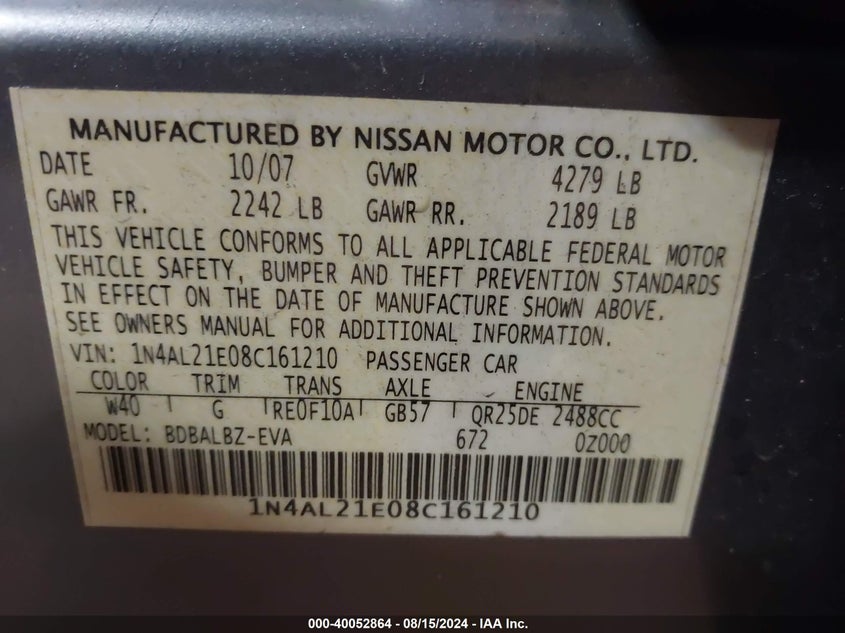 MANUFACTURED BY NISSAN MOTOR CO., LTD.
DATE 10/07 GVWR 4279 LB
GAWR FR. 2242 LB GAWR RR. 2189 LB
THIS VEHICLE CONFORMS TO ALL APPLICABLE FEDERAL MOTOR
VEHICLE SAFETY, BUMPER AND THEFT PREVENTION STANDARDS
IN EFFECT ON THE DATE OF MANUFACTURE SHOWN ABOVE.
SEE OWNERS MANUAL FOR ADDITIONAL INFORMATION.
VIN: 1N4AL21E08C161210 PASSENGER CAR
COLOR TRIM TRANS AXLE ENGINE
W40 G RE0F10A GB57 QR25DE 2488CC
MODEL: BDBALBZ-EVA 672 0Z000
1N4AL21E08C161210
000-40052864 - 08/15/2024 - IAA Inc.